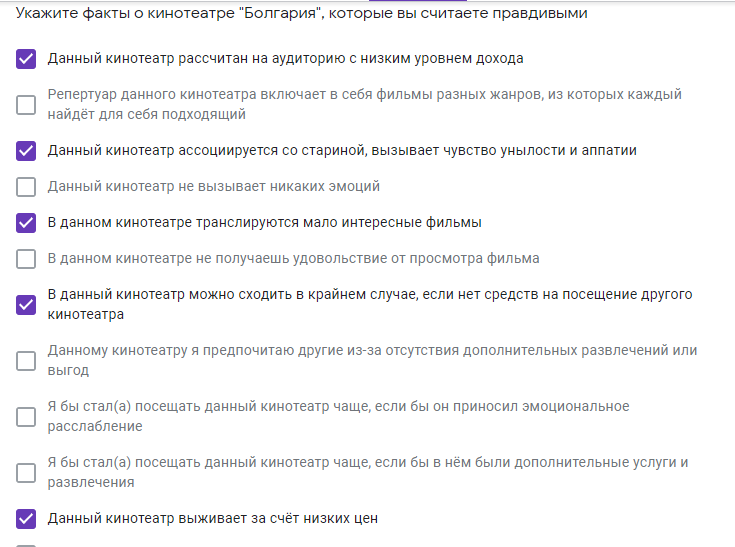 Укажите факты о кинотеатре "Болгария", которые вы считаете правдивыми
Данный кинотеатр рассчитан на аудиторию с низким уровнем дохода
Репертуар данного кинотеатра включает в себя фильмы разных жанров, из которых каждый
найдёт для себя подходящий
Данный кинотеатр ассоциируется со стариной, вызывает чувство унылости и аппатии
Данный кинотеатр не вызывает никаких эмоций
В данном кинотеатре транслируются мало интересные фильмы
В данном кинотеатре не получаешь удовольствие от просмотра фильма
В данный кинотеатр можно сходить в крайнем случае, если нет средств на посещение другого
кинотеатра
Данному кинотеатру я предпочитаю другие из-за отсутствия дополнительных развлечений или
выгод
Я бы стал(а) посещать данный кинотеатр чаще, если бы он приносил эмоциональное
расслабление
Я бы стал(а) посещать данный кинотеатр чаще, если бы в нём были дополнительные услуги и
развлечения
Данный кинотеатр выживает за счёт низких цен